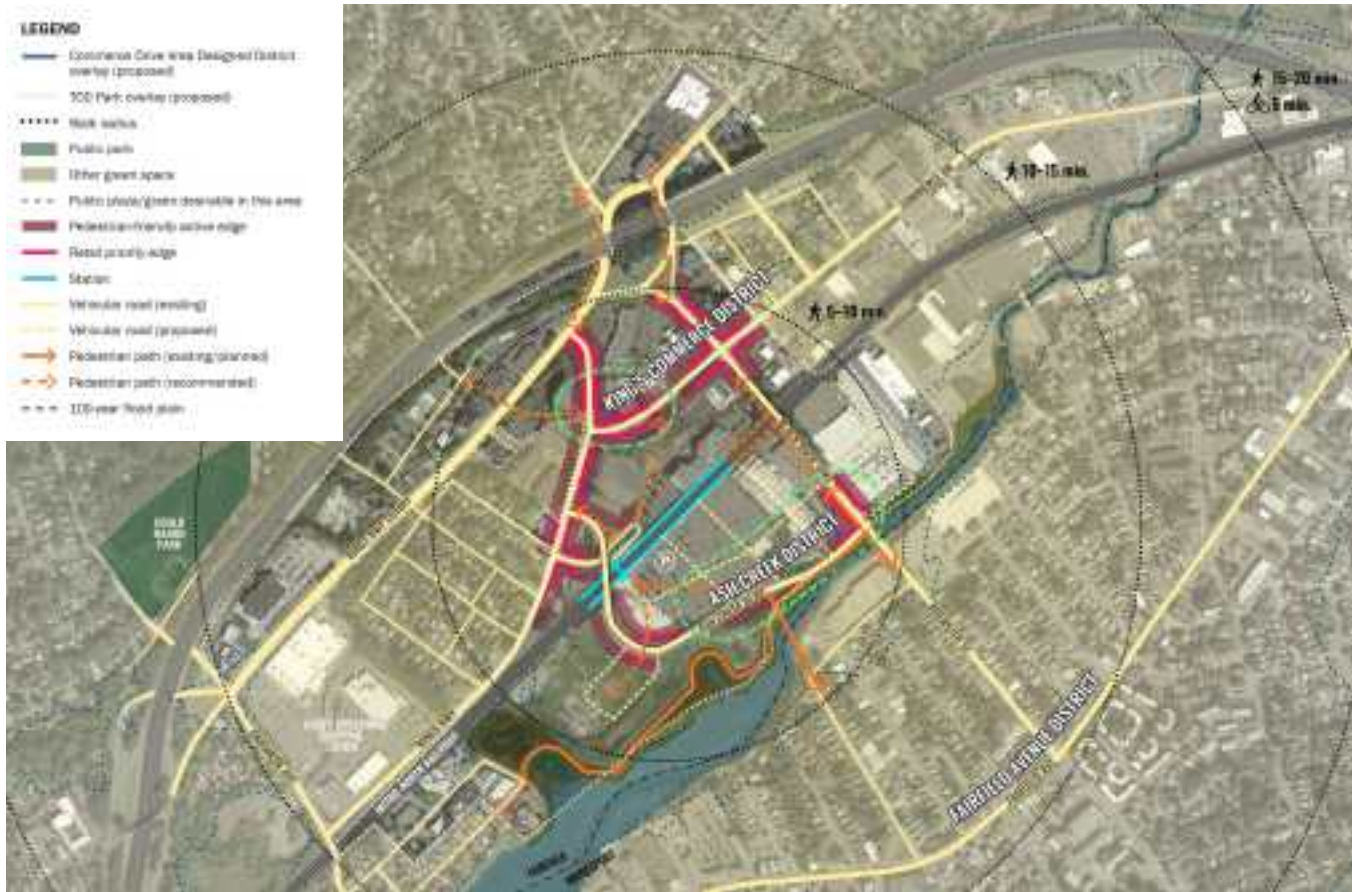 LEGEND
Commerce Drive Area Designed District
overlay (proposed)
TOD Park overlay (proposed)
Walk radius
Public park
Other green space
Public plaza/green desirable in this area
Pedestrian-friendly active edge
Retail priority edge
Station
Vehicular road (existing)
Vehicular road (proposed)
Pedestrian path (existing/planned)
Pedestrian path (recommended)
100-year flood plain
15-20 min.
5 min.
10-15 min.
5-10 min.
KING'S COMMERCE DISTRICT
ASH CREEK DISTRICT
FAIRFIELD AVENUE DISTRICT
PARK